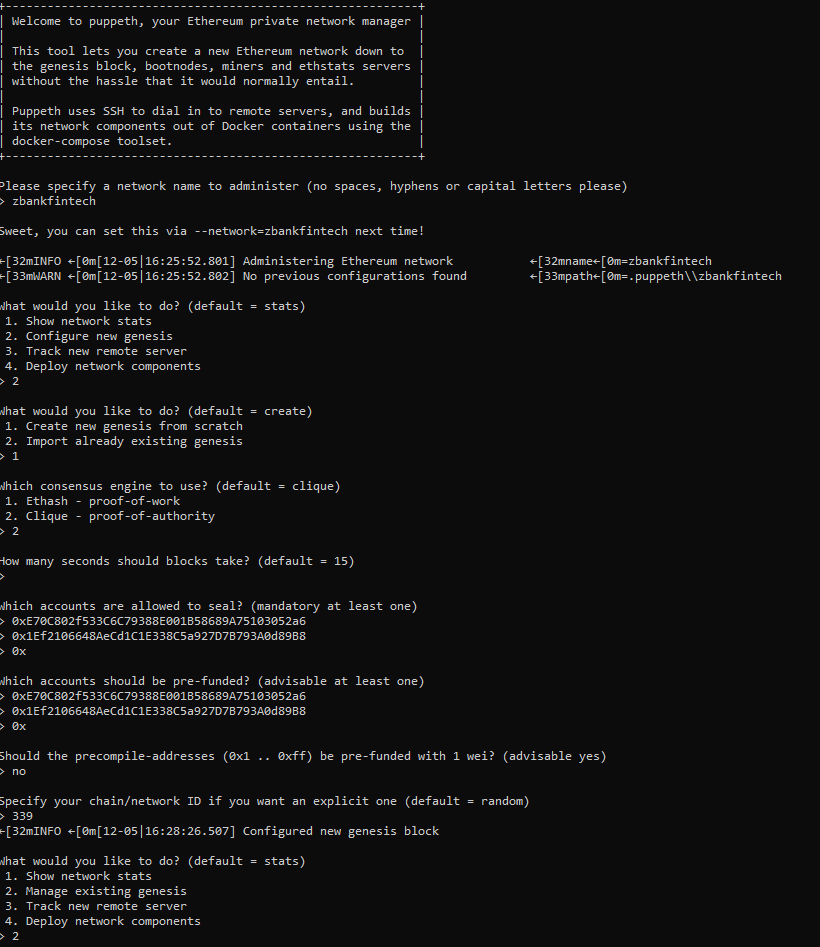 +-----------------------------------------------------------+
| Welcome to puppeth, your Ethereum private network manager |
|                                                           |
| This tool lets you create a new Ethereum network down to  |
| the genesis block, bootnodes, miners and ethstats servers |
| without the hassle that it would normally entail.         |
|                                                           |
| Puppeth uses SSH to dial in to remote servers, and builds |
| its network components out of Docker containers using the |
| docker-compose toolset.                                   |
+-----------------------------------------------------------+
Please specify a network name to administer (no spaces, hyphens or capital letters please)
> zbankfintech
Sweet, you can set this via --network=zbankfintech next time!
←[32mINFO ←[0m[12-05|16:25:52.801] Administering Ethereum network           ←[32mname←[0m=zbankfintech
←[33mWARN ←[0m[12-05|16:25:52.802] No previous configurations found         ←[33mpath←[0m=.puppeth\\zbankfintech
What would you like to do? (default = stats)
 1. Show network stats
 2. Configure new genesis
 3. Track new remote server
 4. Deploy network components
> 2
What would you like to do? (default = create)
 1. Create new genesis from scratch
 2. Import already existing genesis
> 1
Which consensus engine to use? (default = clique)
 1. Ethash - proof-of-work
 2. Clique - proof-of-authority
> 2
How many seconds should blocks take? (default = 15)
>
Which accounts are allowed to seal? (mandatory at least one)
> 0xE70C802f533C6C79388E001B58689A75103052a6
> 0x1Ef2106648AeCd1C1E338C5a927D7B793A0d89B8
> 0x
Which accounts should be pre-funded? (advisable at least one)
> 0xE70C802f533C6C79388E001B58689A75103052a6
> 0x1Ef2106648AeCd1C1E338C5a927D7B793A0d89B8
> 0x
Should the precompile-addresses (0x1 .. 0xff) be pre-funded with 1 wei? (advisable yes)
> no
Specify your chain/network ID if you want an explicit one (default = random)
> 339
←[32mINFO ←[0m[12-05|16:28:26.507] Configured new genesis block
What would you like to do? (default = stats)
 1. Show network stats
 2. Manage existing genesis
 3. Track new remote server
 4. Deploy network components
> 2